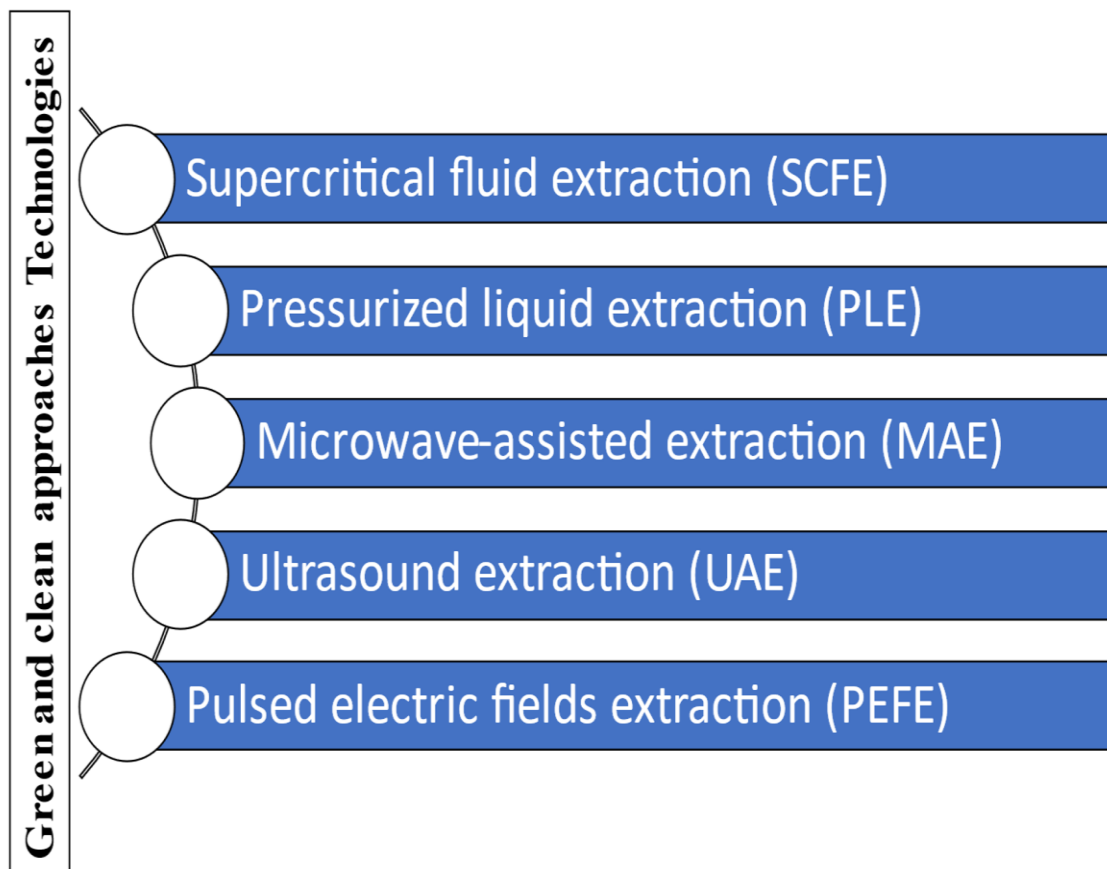 Green and clean approaches Technologies
Supercritical fluid extraction (SCFE)
Pressurized liquid extraction (PLE)
Microwave-assisted extraction (MAE)
Ultrasound extraction (UAE)
Pulsed electric fields extraction (PEFE)